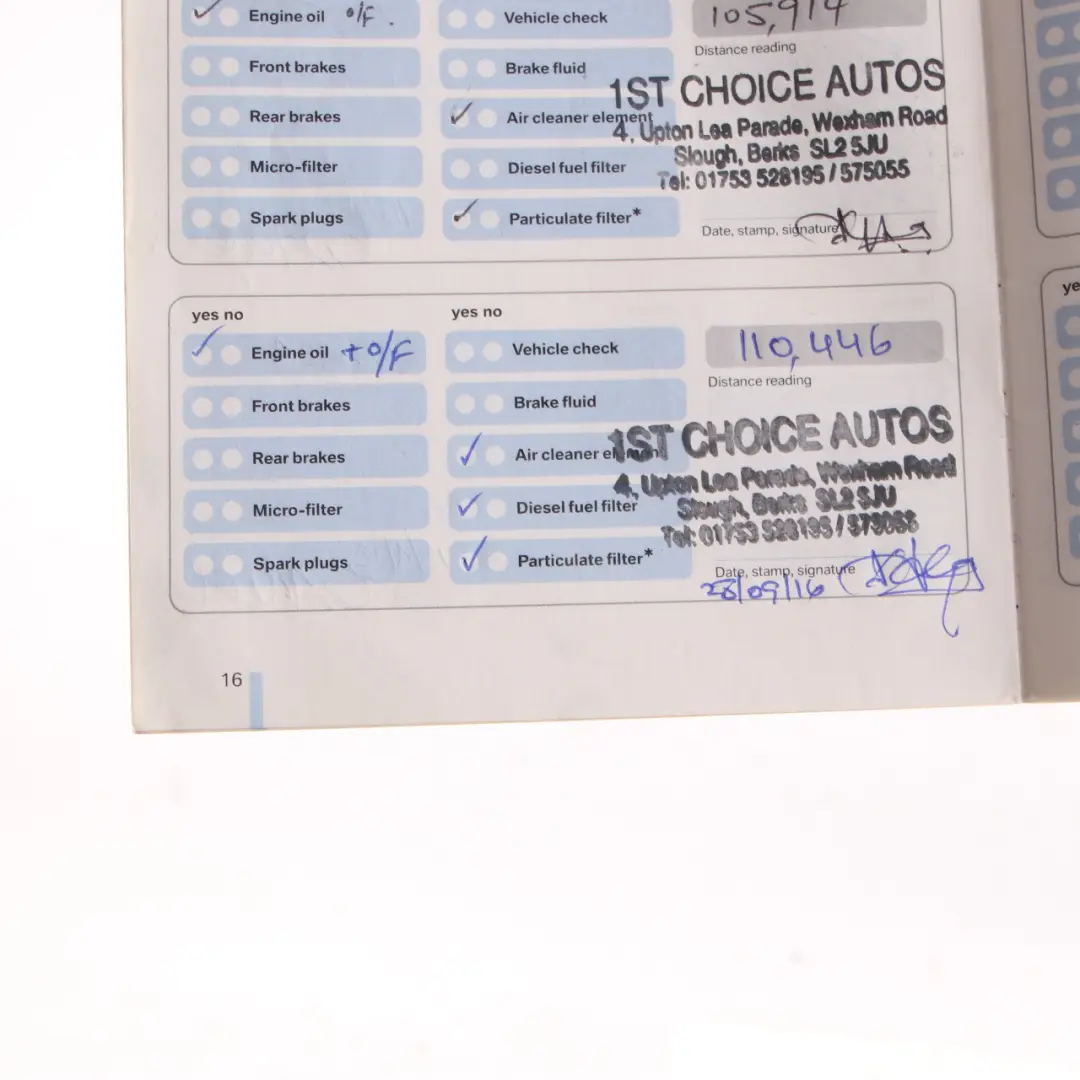 Engine oil o/F.
Front brakes
Rear brakes
Micro-filter
Spark plugs
Vehicle check
Brake fluid
Air cleaner element
Diesel fuel filter
Particulate filter*
105,914
Distance reading
1ST CHOICE AUTOS
4, Upton Lea Parade, Wexham Road
Slough, Berks SL2 5JU
Tel: 01753 528195 / 575055
Date, stamp, signature
yes no
Engine oil + o/F
Front brakes
Rear brakes
Micro-filter
Spark plugs
yes no
Vehicle check
Brake fluid
Air cleaner element
Diesel fuel filter
Particulate filter*
110,446
Distance reading
1ST CHOICE AUTOS
4, Upton Lea Parade, Wexham Road
Slough, Berks SL2 5JU
Tel: 01753 528195 / 575055
Date, stamp, signature
28/09/16
16
ye